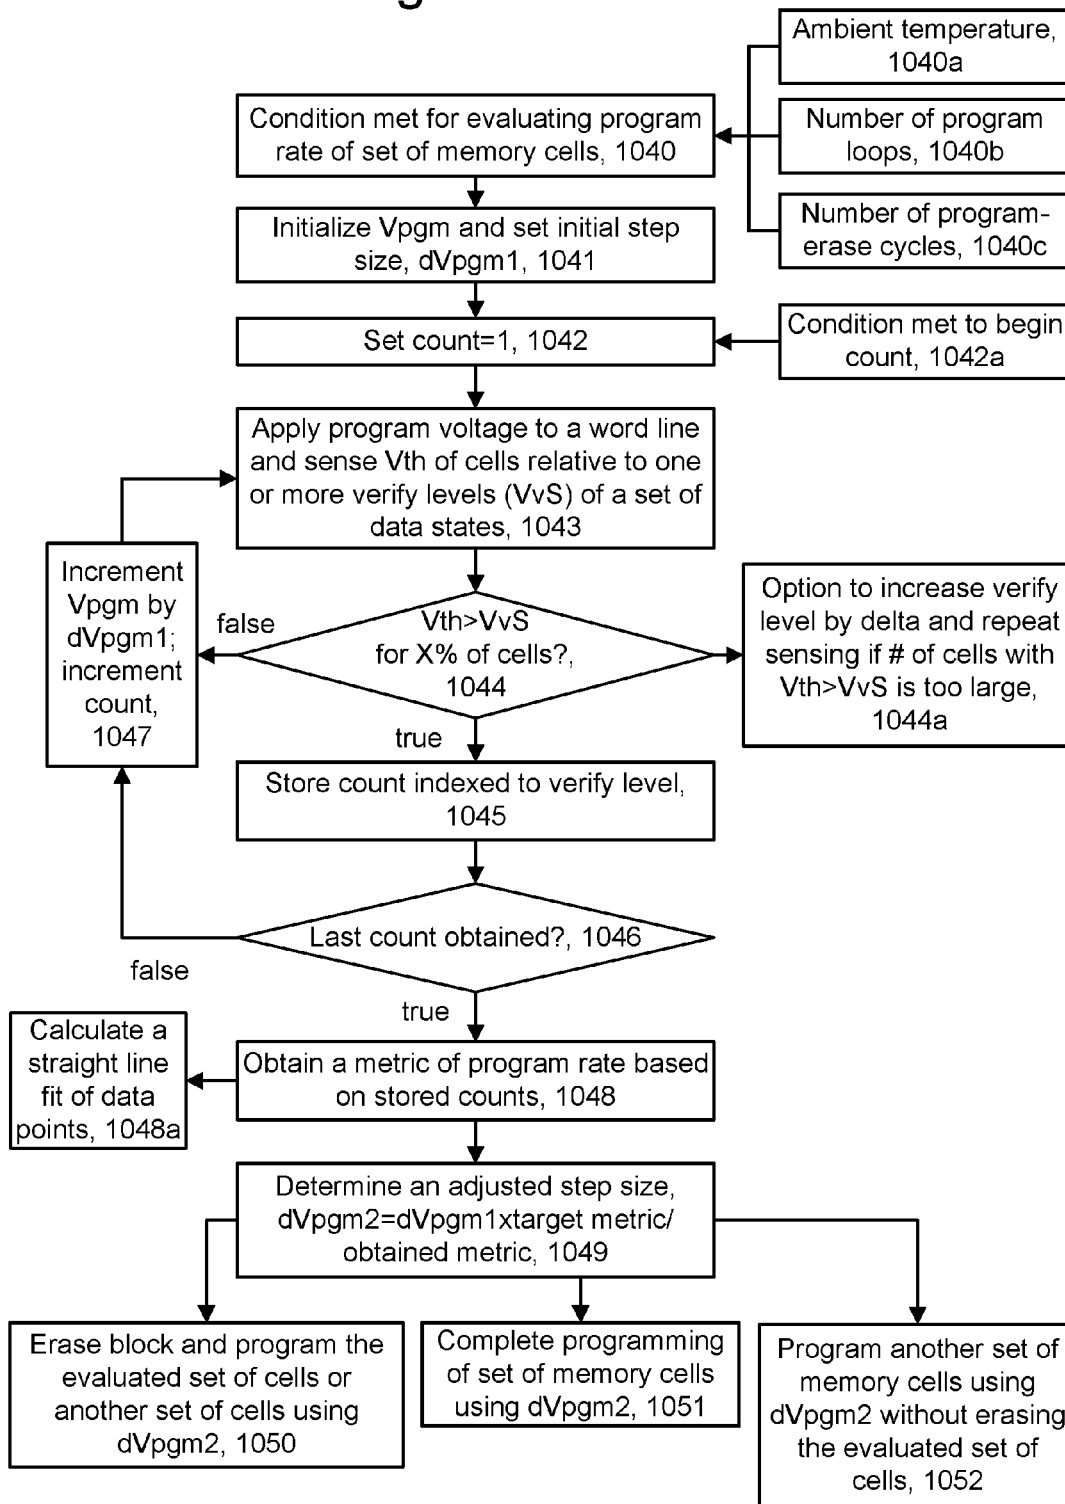 Ambient temperature,
1040a
Condition met for evaluating program
rate of set of memory cells, 1040
Number of program
loops, 1040b
Number of program-
erase cycles, 1040c
Initialize Vpgm and set initial step
size, dVpgm1, 1041
Set count=1, 1042
Condition met to begin
count, 1042a
Apply program voltage to a word line
and sense Vth of cells relative to one
or more verify levels (VvS) of a set of
data states, 1043
Increment
Vpgm by
dVpgm1;
increment
count,
1047
false
Vth>VvS
for X% of cells?,
1044
Option to increase verify
level by delta and repeat
sensing if # of cells with
Vth>VvS is too large,
1044a
true
Store count indexed to verify level,
1045
Last count obtained?, 1046
false
true
Calculate a
straight line
fit of data
points, 1048a
Obtain a metric of program rate based
on stored counts, 1048
Determine an adjusted step size,
dVpgm2=dVpgm1xtarget metric/
obtained metric, 1049
Erase block and program the
evaluated set of cells or
another set of cells using
dVpgm2, 1050
Complete programming
of set of memory cells
using dVpgm2, 1051
Program another set of
memory cells using
dVpgm2 without erasing
the evaluated set of
cells, 1052